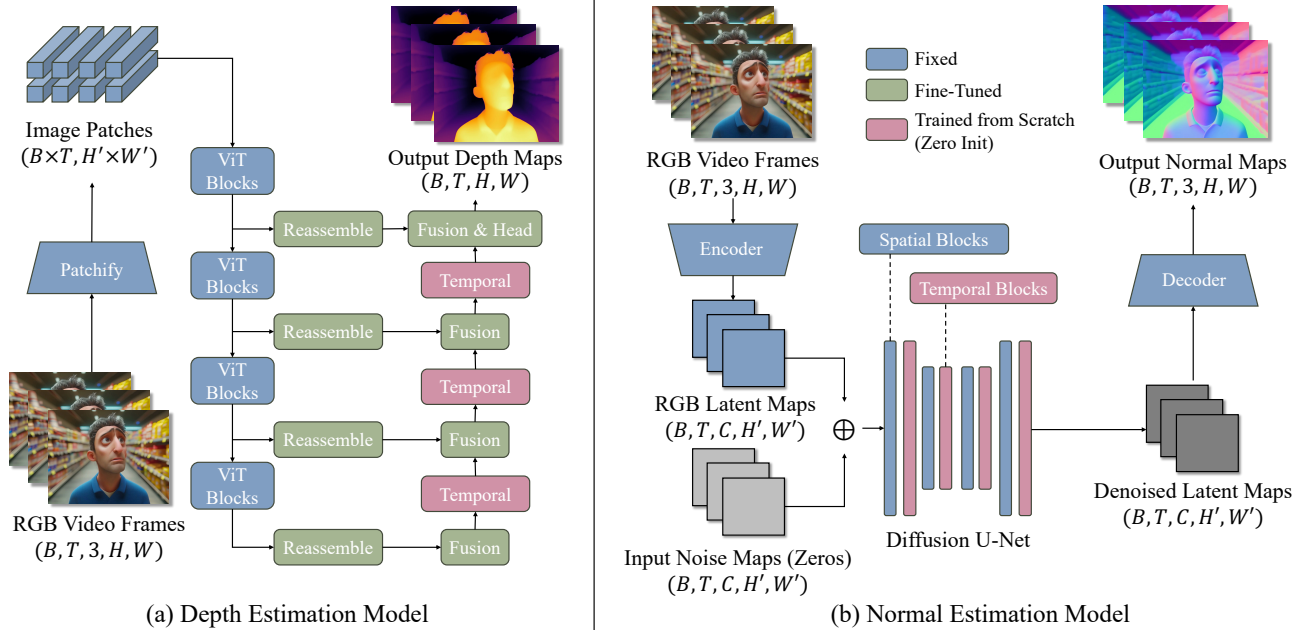 Image Patches
(B×T, H′×W′)
Patchify
RGB Video Frames
(B, T, 3, H, W)
ViT
Blocks
ViT
Blocks
ViT
Blocks
ViT
Blocks
Reassemble
Reassemble
Reassemble
Reassemble
Output Depth Maps
(B, T, H, W)
Fusion & Head
Temporal
Fusion
Temporal
Fusion
Temporal
Fusion
(a) Depth Estimation Model
RGB Video Frames
(B, T, 3, H, W)
Encoder
RGB Latent Maps
(B, T, C, H′, W′)
Input Noise Maps (Zeros)
(B, T, C, H′, W′)
Fixed
Fine-Tuned
Trained from Scratch
(Zero Init)
Spatial Blocks
Temporal Blocks
Diffusion U-Net
Output Normal Maps
(B, T, 3, H, W)
Decoder
Denoised Latent Maps
(B, T, C, H′, W′)
(b) Normal Estimation Model